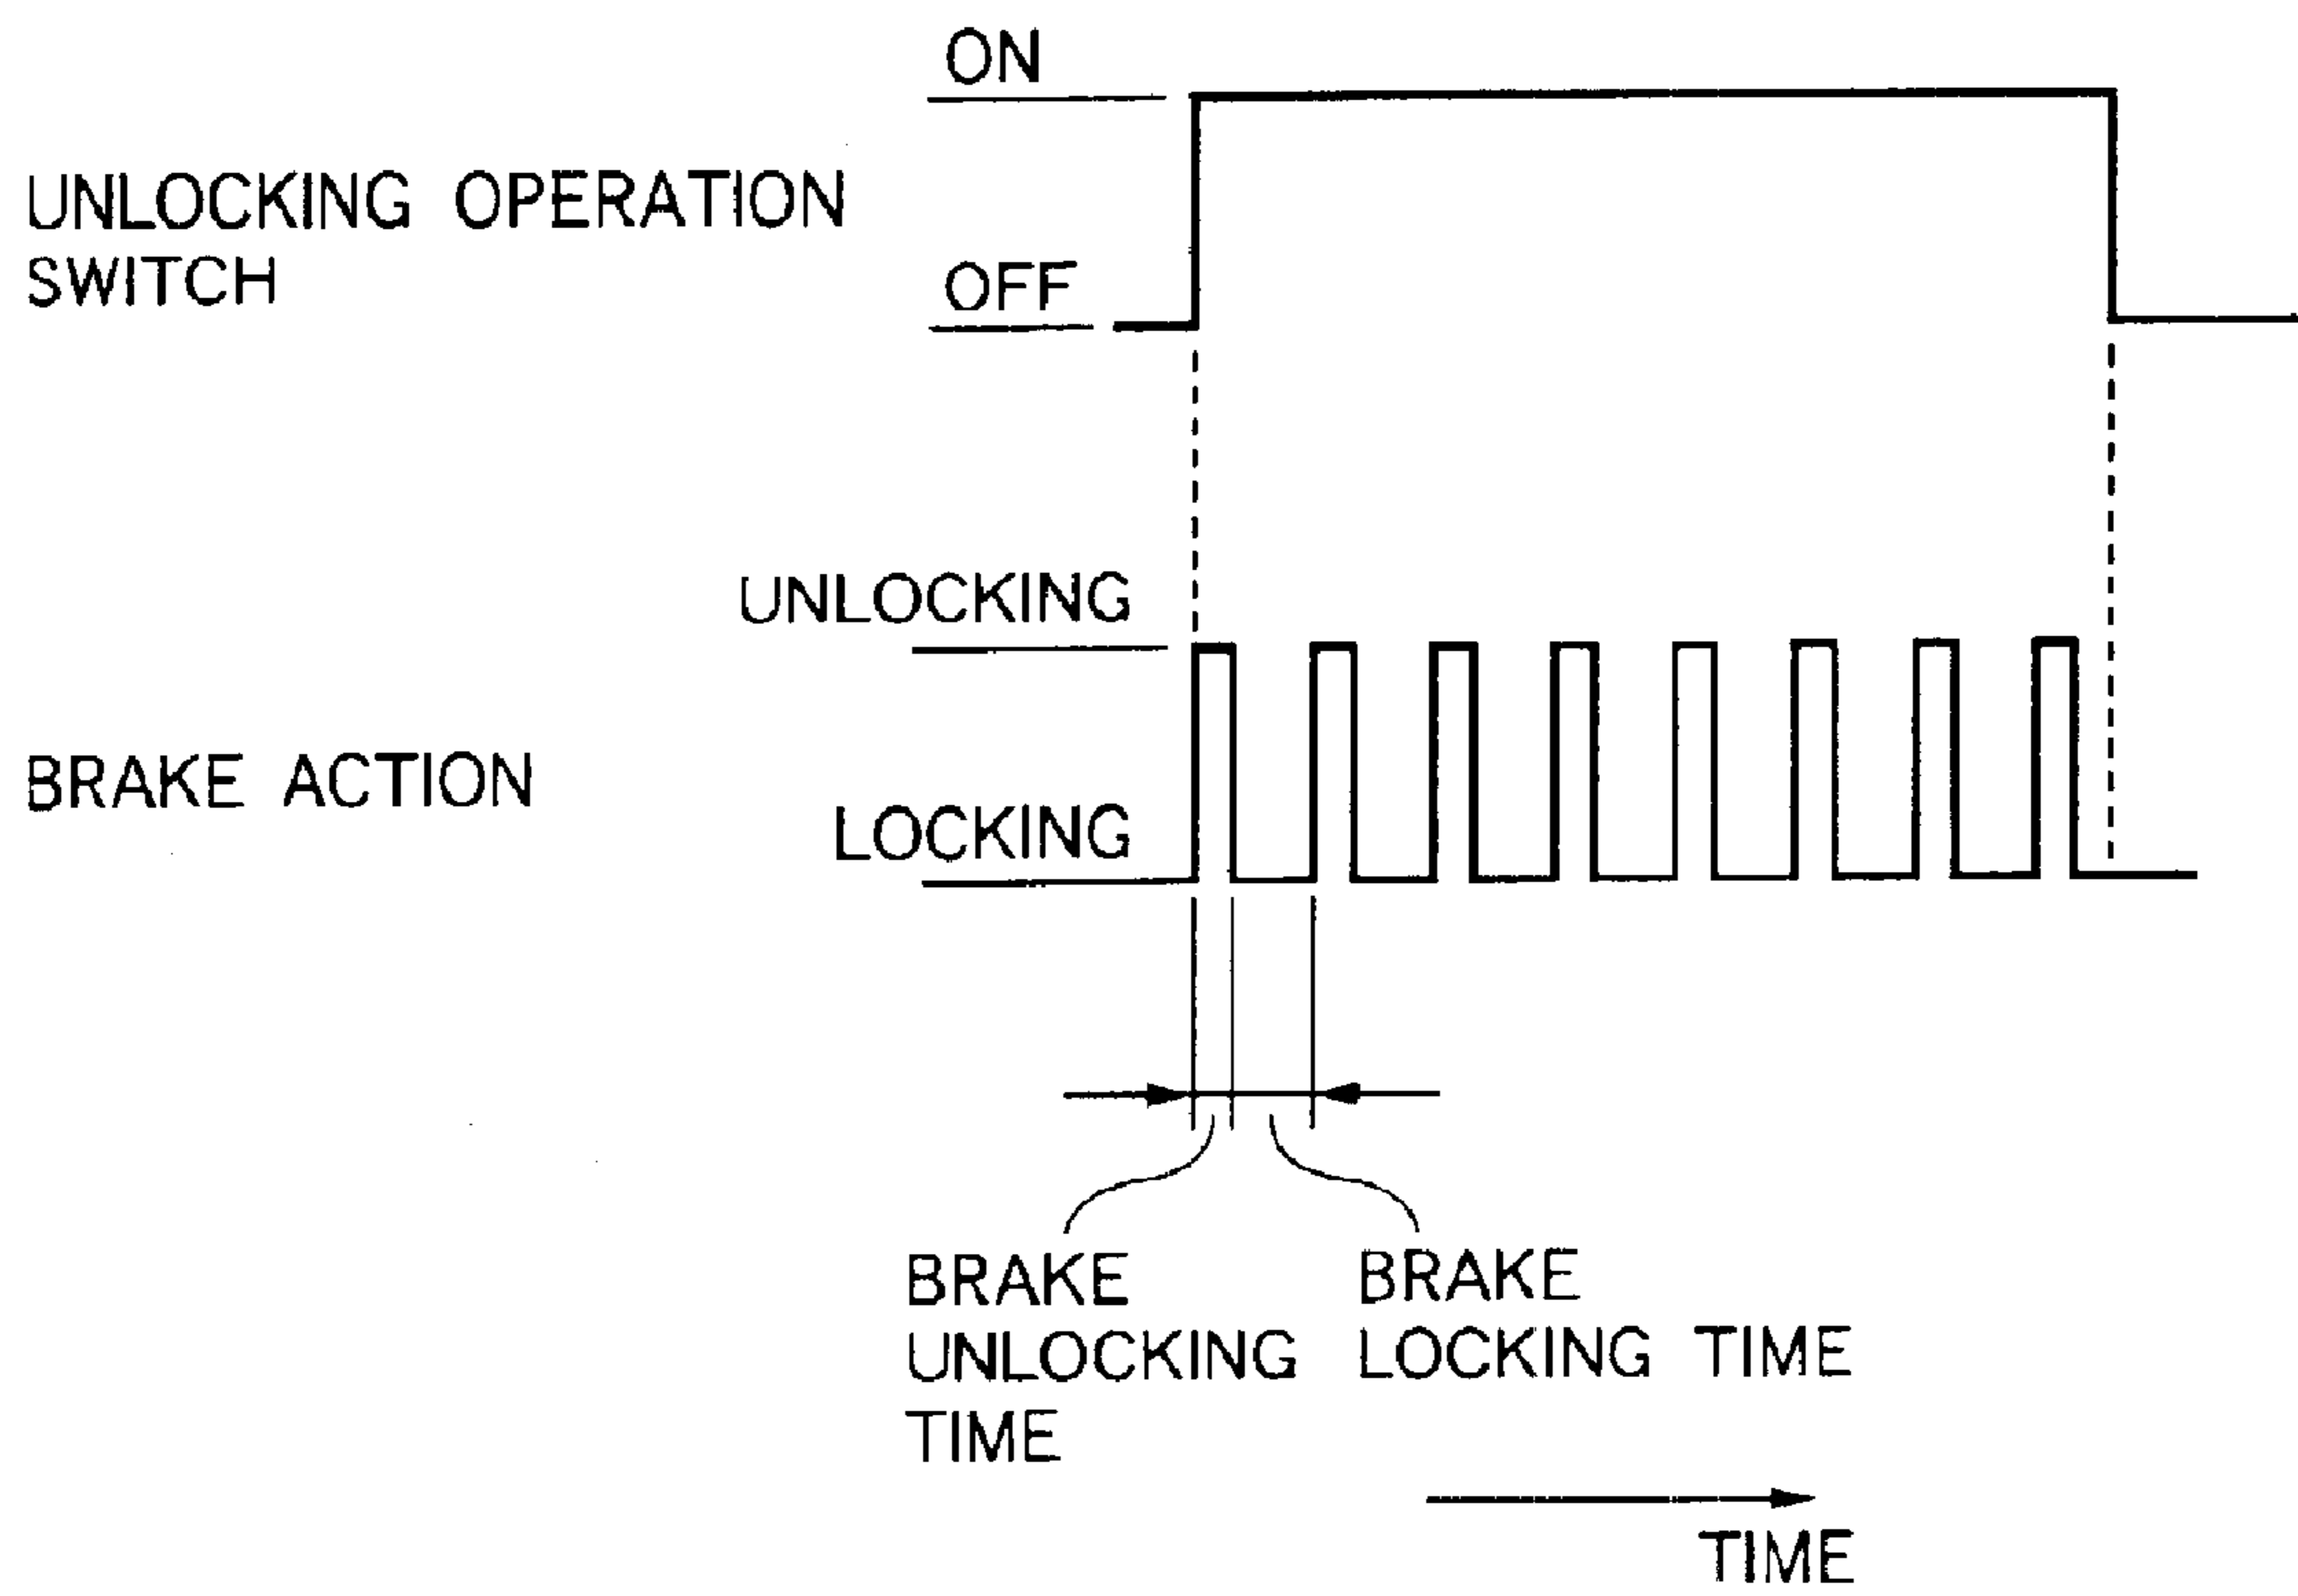 ON
UNLOCKING OPERATION
SWITCH
OFF
UNLOCKING
BRAKE ACTION
LOCKING
BRAKE
UNLOCKING
TIME
BRAKE
LOCKING TIME
TIME